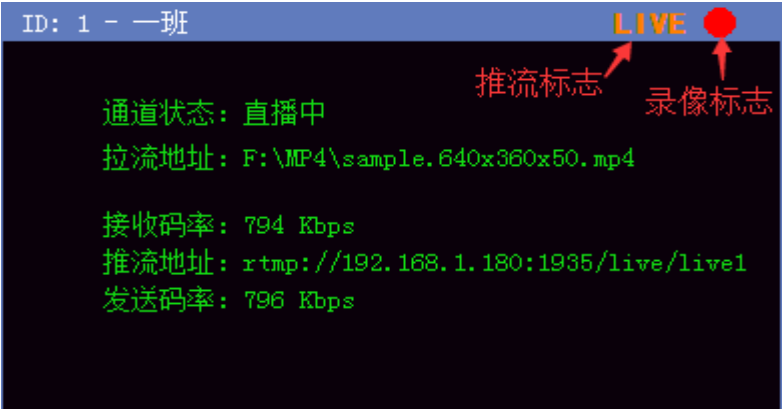 ID: 1 - 一班 LIVE
推流标志
录像标志
通道状态: 直播中
拉流地址: F:\MP4\sample.640x360x50.mp4
接收码率: 794 Kbps
推流地址: rtmp://192.168.1.180:1935/live/live1
发送码率: 796 Kbps